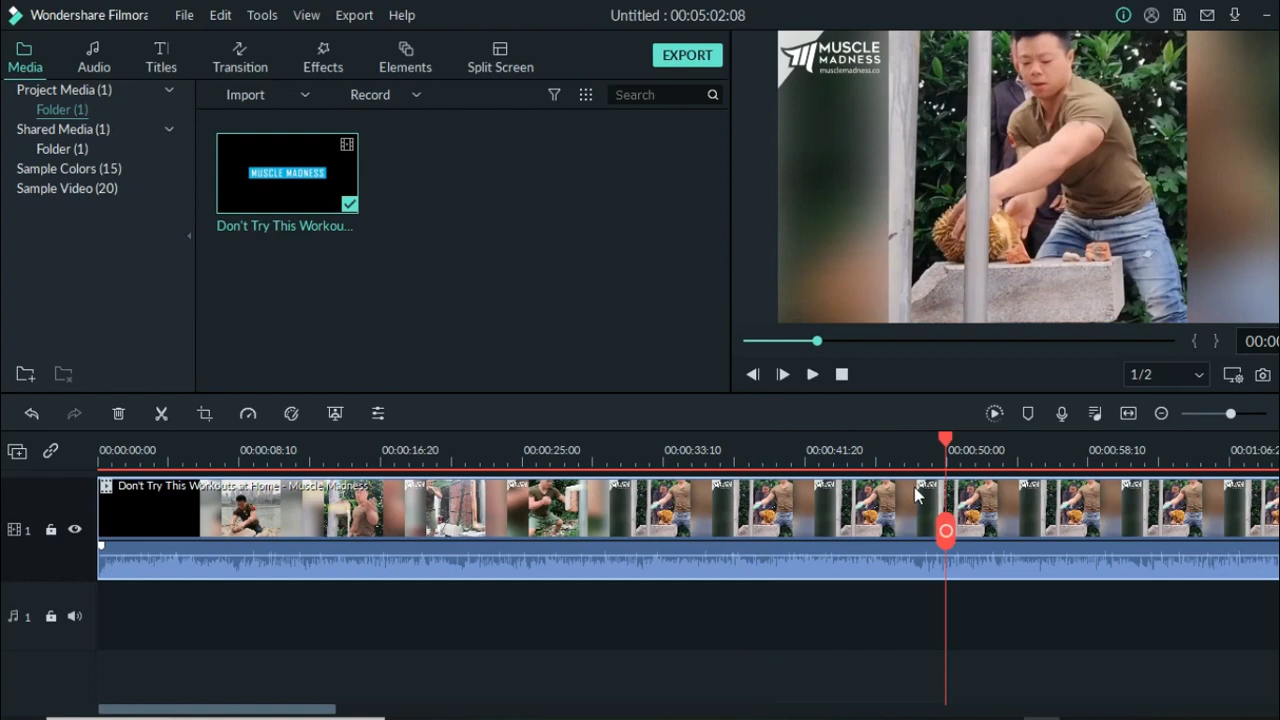 Wondershare Filmora
File
Edit
Tools
View
Export
Help
Untitled : 00:05:02:08
Media
Audio
Titles
Transition
Effects
Elements
Split Screen
EXPORT
Project Media (1)
Folder (1)
Shared Media (1)
Folder (1)
Sample Colors (15)
Sample Video (20)
Import
Record
Search
MUSCLE MADNESS
Don't Try This Workou...
MUSCLE
MADNESS
musclemadness.co
{ }
00:00
1/2
00:00:00:00
00:00:08:10
00:00:16:20
00:00:25:00
00:00:33:10
00:00:41:20
00:00:50:00
00:00:58:10
00:01:06:2
Don't Try This Workouts at Home - Muscle Madness
1
1